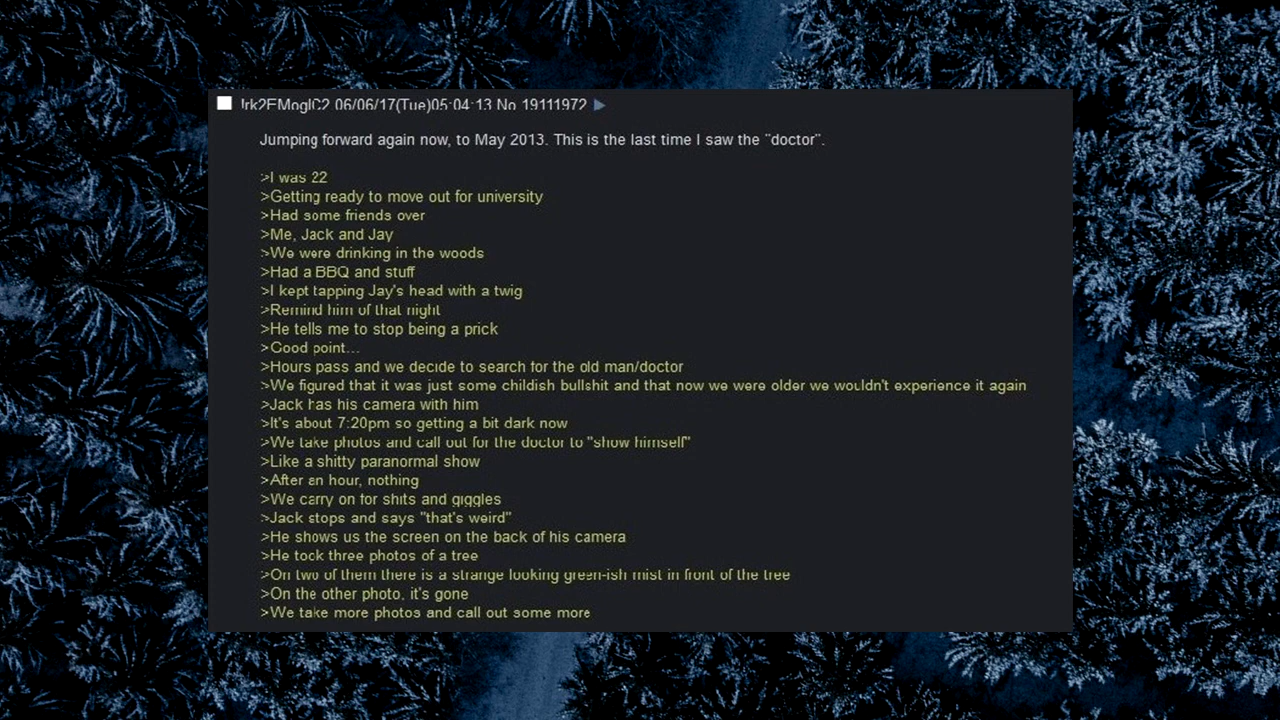 !rk2EMogIC2 06/06/17(Tue)05:04:13 No.19111972
Jumping forward again now, to May 2013. This is the last time I saw the "doctor".
>I was 22
>Getting ready to move out for university
>Had some friends over
>Me, Jack and Jay
>We were drinking in the woods
>Had a BBQ and stuff
>I kept tapping Jay's head with a twig
>Remind him of that night
>He tells me to stop being a prick
>Good point...
>Hours pass and we decide to search for the old man/doctor
>We figured that it was just some childish bullshit and that now we were older we wouldn't experience it again
>Jack has his camera with him
>It's about 7:20pm so getting a bit dark now
>We take photos and call out for the doctor to "show himself"
>Like a shitty paranormal show
>After an hour, nothing
>We carry on for shits and giggles
>Jack stops and says "that's weird"
>He shows us the screen on the back of his camera
>He took three photos of a tree
>On two of them there is a strange looking green-ish mist in front of the tree
>On the other photo, it's gone
>We take more photos and call out some more